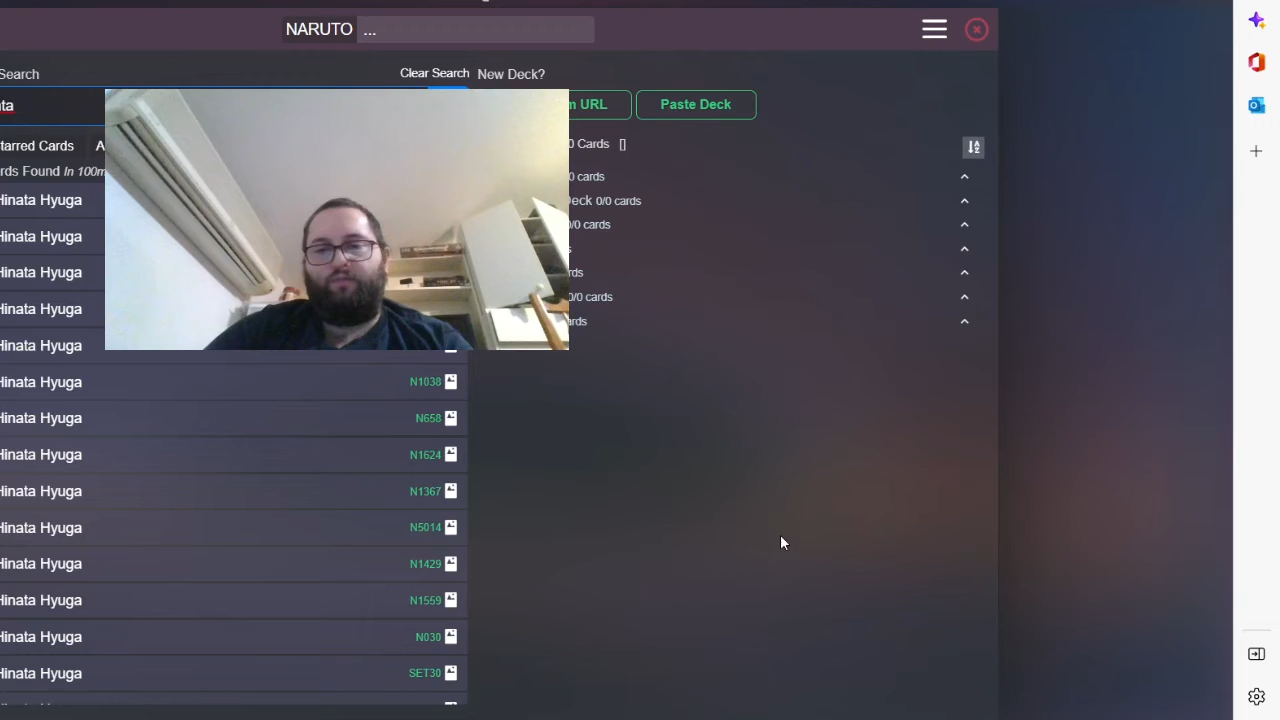 NARUTO ...
Search
Clear Search
New Deck?
ta
m URL
Paste Deck
tarred Cards
A
0 Cards []
rds Found In 100m
0 cards
Hinata Hyuga
Deck 0/0 cards
0/0 cards
Hinata Hyuga
s
Hinata Hyuga
rds
0/0 cards
Hinata Hyuga
ards
Hinata Hyuga
Hinata Hyuga N1038
Hinata Hyuga N658
Hinata Hyuga N1624
Hinata Hyuga N1367
Hinata Hyuga N5014
Hinata Hyuga N1429
Hinata Hyuga N1559
Hinata Hyuga N030
Hinata Hyuga SET30